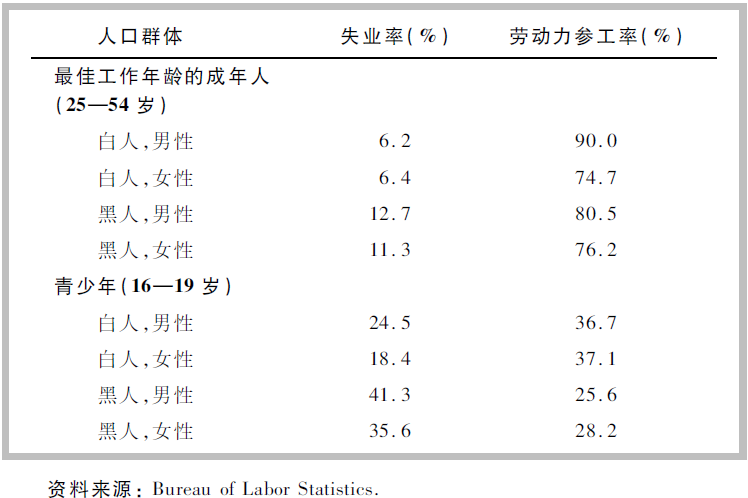 人口群体 失业率(%) 劳动力参工率(%)
最佳工作年龄的成年人
(25—54 岁)
白人,男性 6.2 90.0
白人,女性 6.4 74.7
黑人,男性 12.7 80.5
黑人,女性 11.3 76.2
青少年(16—19 岁)
白人,男性 24.5 36.7
白人,女性 18.4 37.1
黑人,男性 41.3 25.6
黑人,女性 35.6 28.2
资料来源: Bureau of Labor Statistics.